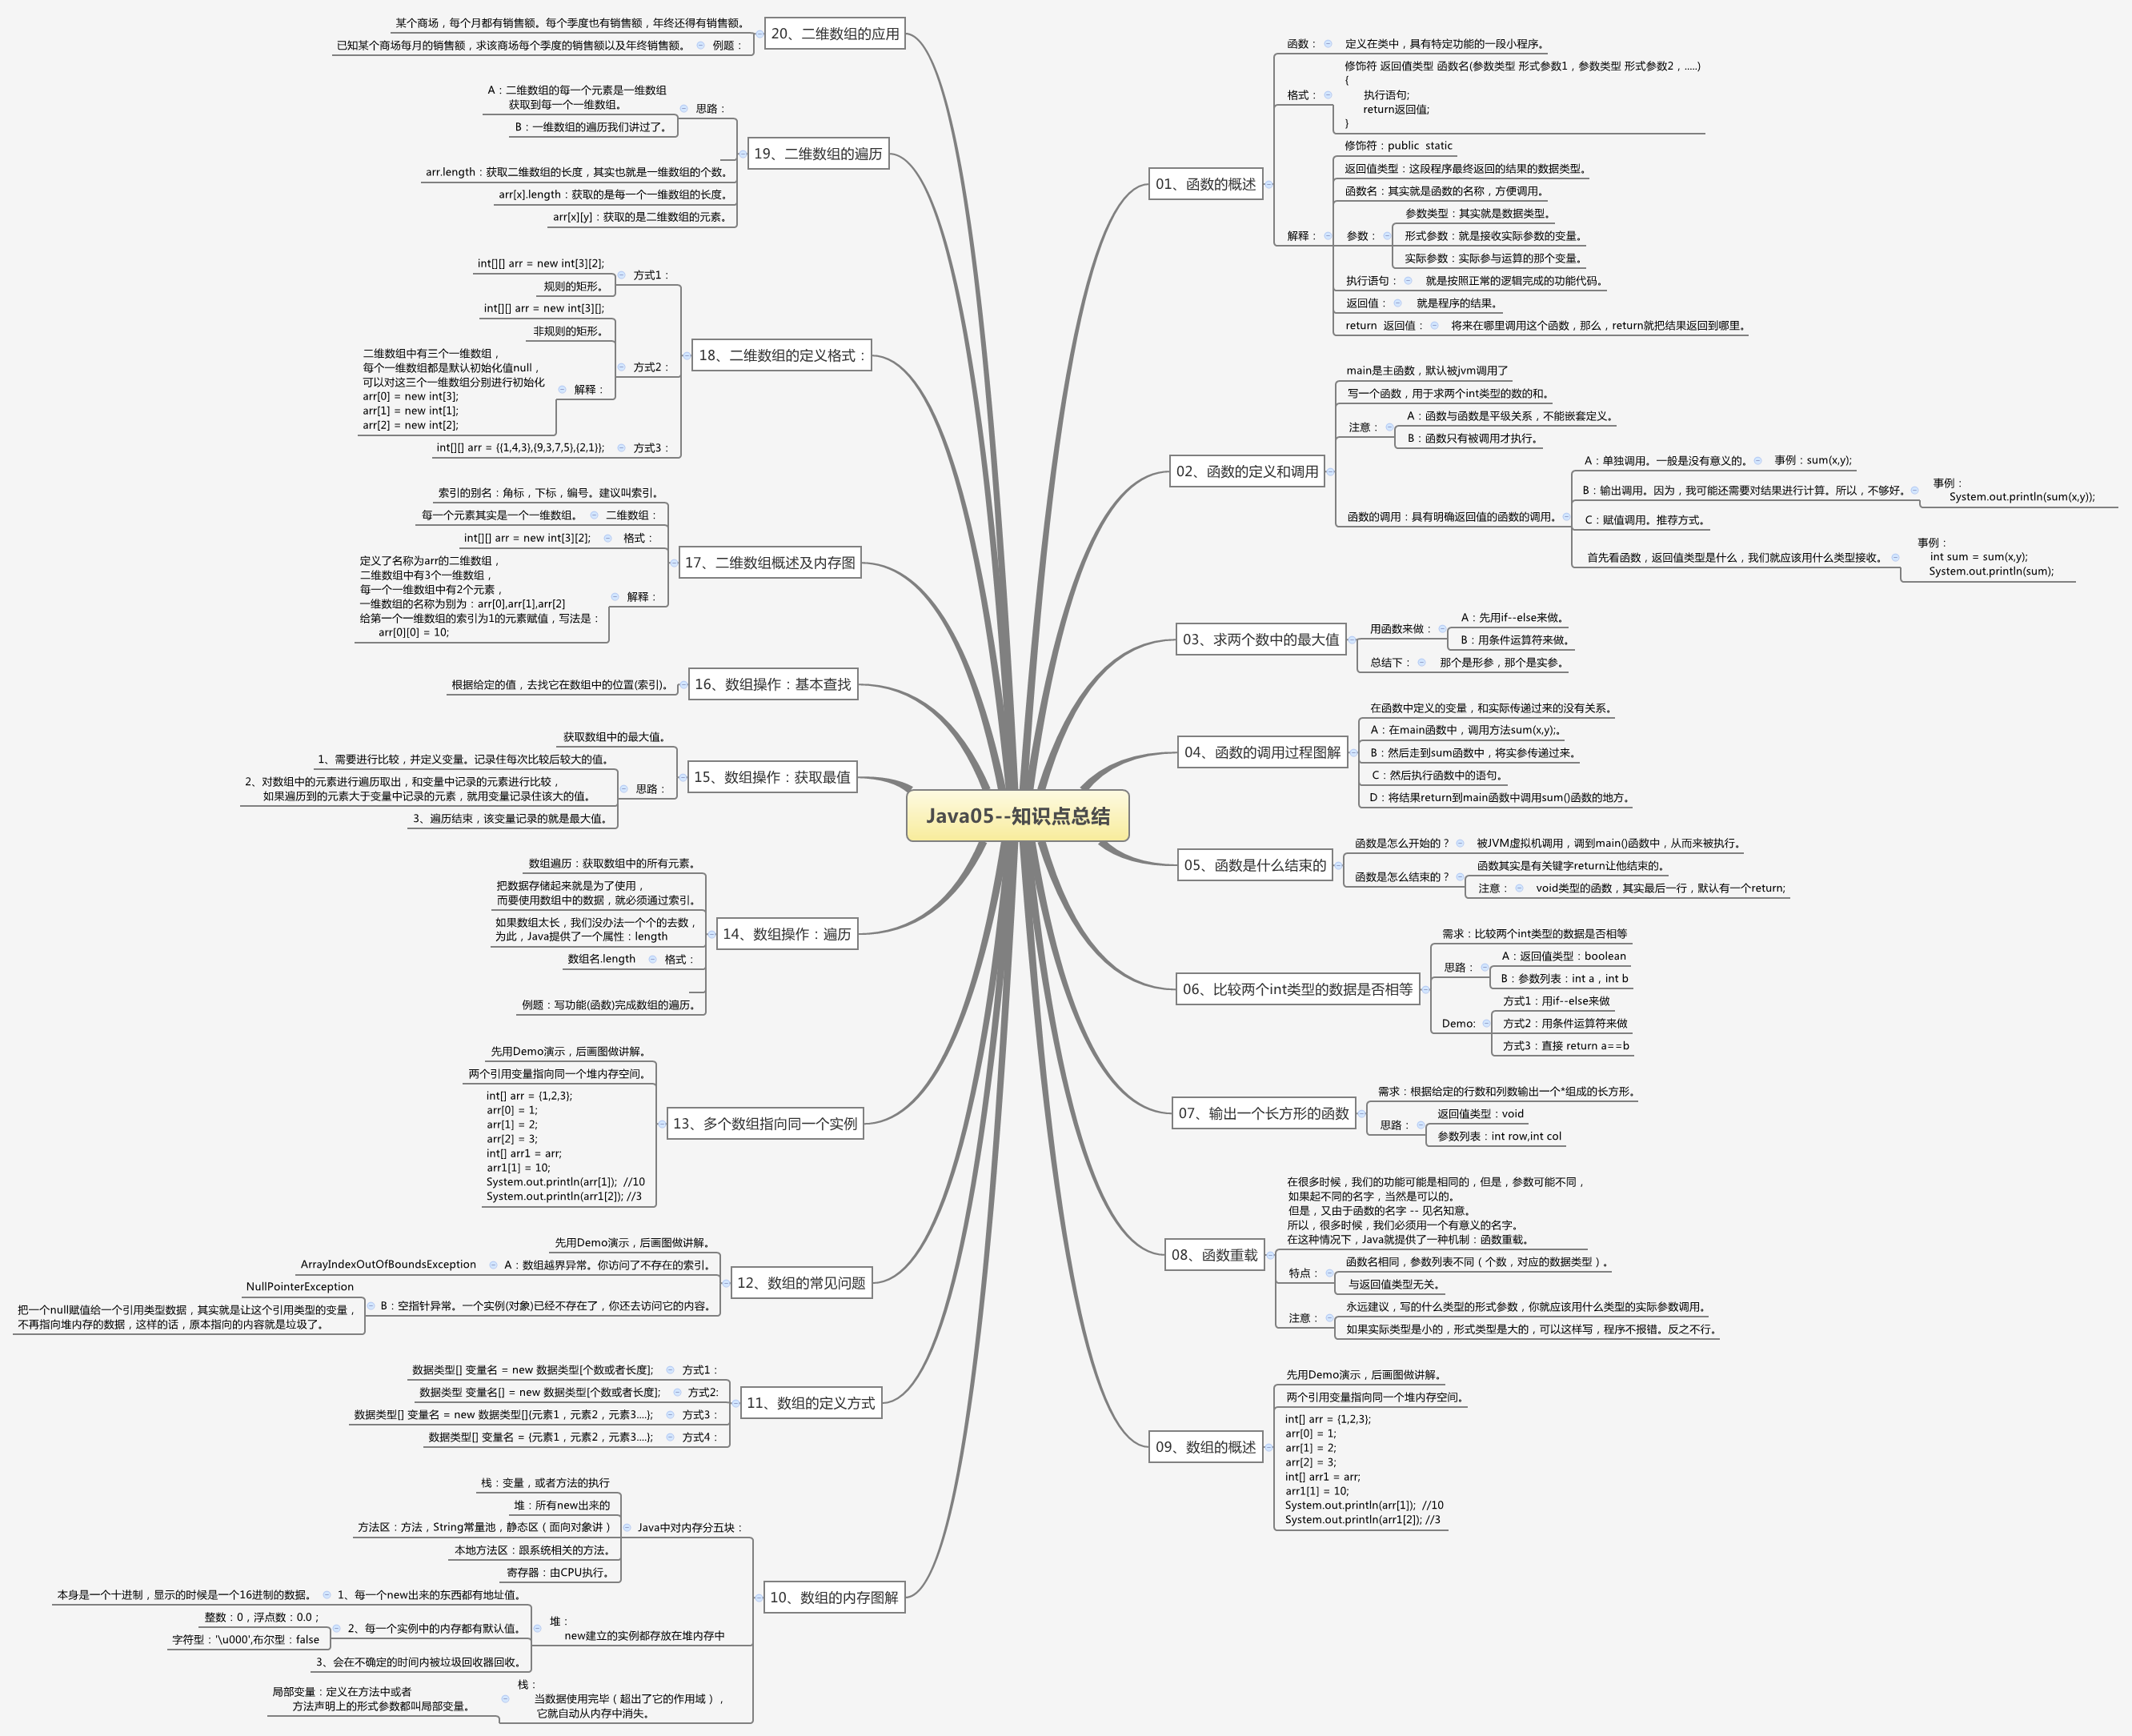 Java05--知识点总结
01、函数的概述
函数：
定义在类中，具有特定功能的一段小程序。
格式：
修饰符 返回值类型 函数名(参数类型 形式参数1，参数类型 形式参数2，.....)
{
执行语句;
return返回值;
}
解释：
修饰符：public  static
返回值类型：这段程序最终返回的结果的数据类型。
函数名：其实就是函数的名称，方便调用。
参数：
参数类型：其实就是数据类型。
形式参数：就是接收实际参数的变量。
实际参数：实际参与运算的那个变量。
执行语句：
就是按照正常的逻辑完成的功能代码。
返回值：
就是程序的结果。
return  返回值：
将来在哪里调用这个函数，那么，return就把结果返回到哪里。
02、函数的定义和调用
main是主函数，默认被jvm调用了
写一个函数，用于求两个int类型的数的和。
注意：
A：函数与函数是平级关系，不能嵌套定义。
B：函数只有被调用才执行。
函数的调用：具有明确返回值的函数的调用。
A：单独调用。一般是没有意义的。
事例：sum(x,y);
B：输出调用。因为，我可能还需要对结果进行计算。所以，不够好。
事例：
System.out.println(sum(x,y));
C：赋值调用。推荐方式。
首先看函数，返回值类型是什么，我们就应该用什么类型接收。
事例：
int sum = sum(x,y);
System.out.println(sum);
03、求两个数中的最大值
用函数来做：
A：先用if--else来做。
B：用条件运算符来做。
总结下：
那个是形参，那个是实参。
04、函数的调用过程图解
在函数中定义的变量，和实际传递过来的没有关系。
A：在main函数中，调用方法sum(x,y);。
B：然后走到sum函数中，将实参传递过来。
C：然后执行函数中的语句。
D：将结果return到main函数中调用sum()函数的地方。
05、函数是什么结束的
函数是怎么开始的？
被JVM虚拟机调用，调到main()函数中，从而来被执行。
函数是怎么结束的？
函数其实是有关键字return让他结束的。
注意：
void类型的函数，其实最后一行，默认有一个return;
06、比较两个int类型的数据是否相等
需求：比较两个int类型的数据是否相等
思路：
A：返回值类型：boolean
B：参数列表：int a，int b
Demo:
方式1：用if--else来做
方式2：用条件运算符来做
方式3：直接 return a==b
07、输出一个长方形的函数
需求：根据给定的行数和列数输出一个*组成的长方形。
思路：
返回值类型：void
参数列表：int row,int col
08、函数重载
在很多时候，我们的功能可能是相同的，但是，参数可能不同，
如果起不同的名字，当然是可以的。
但是，又由于函数的名字 -- 见名知意。
所以，很多时候，我们必须用一个有意义的名字。
在这种情况下，Java就提供了一种机制：函数重载。
特点：
函数名相同，参数列表不同（个数，对应的数据类型）。
与返回值类型无关。
注意：
永远建议，写的什么类型的形式参数，你就应该用什么类型的实际参数调用。
如果实际类型是小的，形式类型是大的，可以这样写，程序不报错。反之不行。
09、数组的概述
先用Demo演示，后画图做讲解。
两个引用变量指向同一个堆内存空间。
int[] arr = {1,2,3};
arr[0] = 1;
arr[1] = 2;
arr[2] = 3;
int[] arr1 = arr;
arr1[1] = 10;
System.out.println(arr[1]);  //10
System.out.println(arr1[2]); //3
10、数组的内存图解
Java中对内存分五块：
栈：变量，或者方法的执行
堆：所有new出来的
方法区：方法，String常量池，静态区（面向对象讲）
本地方法区：跟系统相关的方法。
寄存器：由CPU执行。
堆：
new建立的实例都存放在堆内存中
1、每一个new出来的东西都有地址值。
本身是一个十进制，显示的时候是一个16进制的数据。
2、每一个实例中的内存都有默认值。
整数：0，浮点数：0.0；
字符型：'\u000',布尔型：false
3、会在不确定的时间内被垃圾回收器回收。
栈：
当数据使用完毕（超出了它的作用域），
它就自动从内存中消失。
局部变量：定义在方法中或者
方法声明上的形式参数都叫局部变量。
11、数组的定义方式
方式1：
数据类型[] 变量名 = new 数据类型[个数或者长度];
方式2:
数据类型 变量名[] = new 数据类型[个数或者长度];
方式3：
数据类型[] 变量名 = new 数据类型[]{元素1，元素2，元素3....};
方式4：
数据类型[] 变量名 = {元素1，元素2，元素3....};
12、数组的常见问题
先用Demo演示，后画图做讲解。
A：数组越界异常。你访问了不存在的索引。
ArrayIndexOutOfBoundsException
B：空指针异常。一个实例(对象)已经不存在了，你还去访问它的内容。
NullPointerException
把一个null赋值给一个引用类型数据，其实就是让这个引用类型的变量，
不再指向堆内存的数据，这样的话，原本指向的内容就是垃圾了。
13、多个数组指向同一个实例
先用Demo演示，后画图做讲解。
两个引用变量指向同一个堆内存空间。
int[] arr = {1,2,3};
arr[0] = 1;
arr[1] = 2;
arr[2] = 3;
int[] arr1 = arr;
arr1[1] = 10;
System.out.println(arr[1]);  //10
System.out.println(arr1[2]); //3
14、数组操作：遍历
数组遍历：获取数组中的所有元素。
把数据存储起来就是为了使用，
而要使用数组中的数据，就必须通过索引。
如果数组太长，我们没办法一个个的去数，
为此，Java提供了一个属性：length
格式：
数组名.length
例题：写功能(函数)完成数组的遍历。
15、数组操作：获取最值
获取数组中的最大值。
思路：
1、需要进行比较，并定义变量。记录住每次比较后较大的值。
2、对数组中的元素进行遍历取出，和变量中记录的元素进行比较，
如果遍历到的元素大于变量中记录的元素，就用变量记录住该大的值。
3、遍历结束，该变量记录的就是最大值。
16、数组操作：基本查找
根据给定的值，去找它在数组中的位置(索引)。
17、二维数组概述及内存图
索引的别名：角标，下标，编号。建议叫索引。
二维数组：
每一个元素其实是一个一维数组。
格式：
int[][] arr = new int[3][2];
解释：
定义了名称为arr的二维数组，
二维数组中有3个一维数组，
每一个一维数组中有2个元素，
一维数组的名称为别为：arr[0],arr[1],arr[2]
给第一个一维数组的索引为1的元素赋值，写法是：
arr[0][0] = 10;
18、二维数组的定义格式：
方式1：
int[][] arr = new int[3][2];
规则的矩形。
方式2：
int[][] arr = new int[3][];
非规则的矩形。
解释：
二维数组中有三个一维数组，
每个一维数组都是默认初始化值null，
可以对这三个一维数组分别进行初始化
arr[0] = new int[3];
arr[1] = new int[1];
arr[2] = new int[2];
方式3：
int[][] arr = {{1,4,3},{9,3,7,5},{2,1}};
19、二维数组的遍历
思路：
A：二维数组的每一个元素是一维数组
获取到每一个一维数组。
B：一维数组的遍历我们讲过了。
arr.length：获取二维数组的长度，其实也就是一维数组的个数。
arr[x].length：获取的是每一个一维数组的长度。
arr[x][y]：获取的是二维数组的元素。
20、二维数组的应用
某个商场，每个月都有销售额。每个季度也有销售额，年终还得有销售额。
例题：
已知某个商场每月的销售额，求该商场每个季度的销售额以及年终销售额。